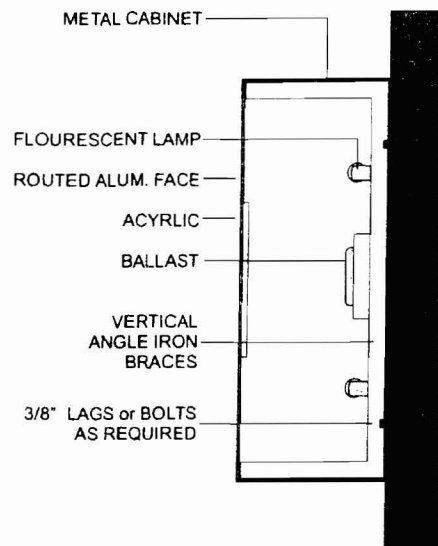 METAL CABINET
FLOURESCENT LAMP
ROUTED ALUM. FACE
ACYRLIC
BALLAST
VERTICAL
ANGLE IRON
BRACES
3/8" LAGS or BOLTS
AS REQUIRED